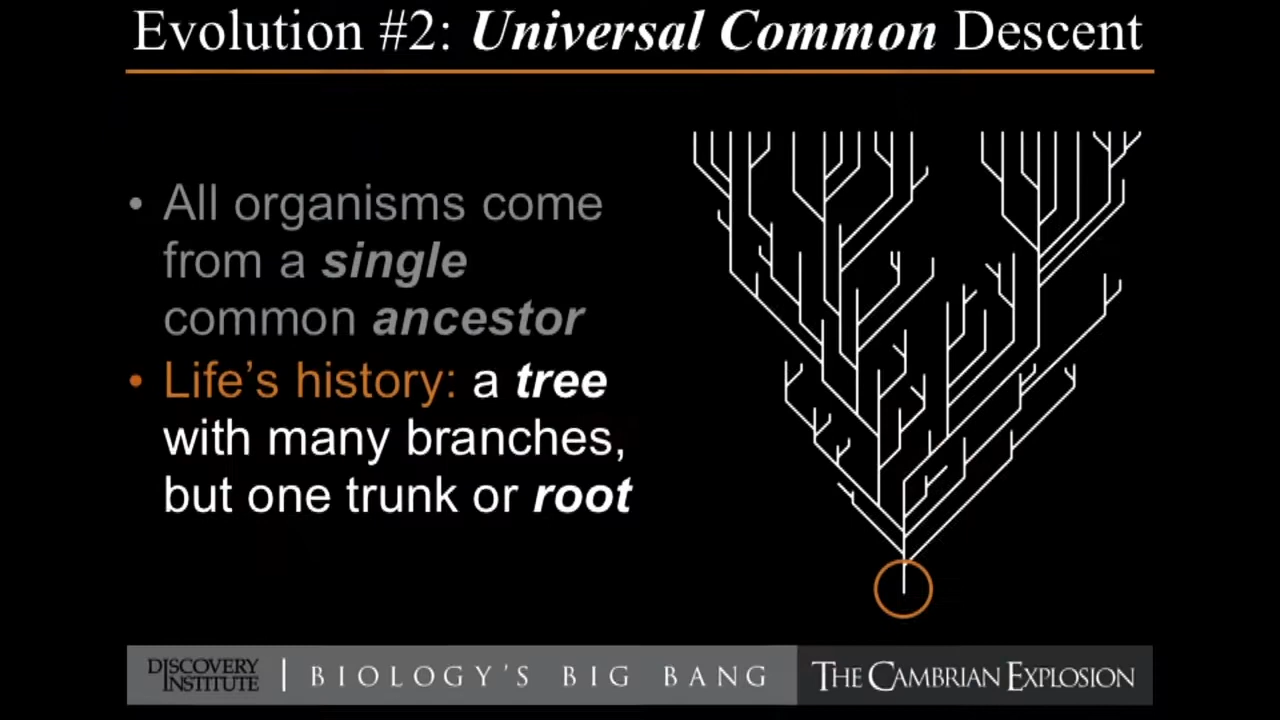 Evolution #2: Universal Common Descent
• All organisms come
from a single
common ancestor
• Life’s history: a tree
with many branches,
but one trunk or root
DISCOVERY
INSTITUTE
BIOLOGY’S BIG BANG
THE CAMBRIAN EXPLOSION